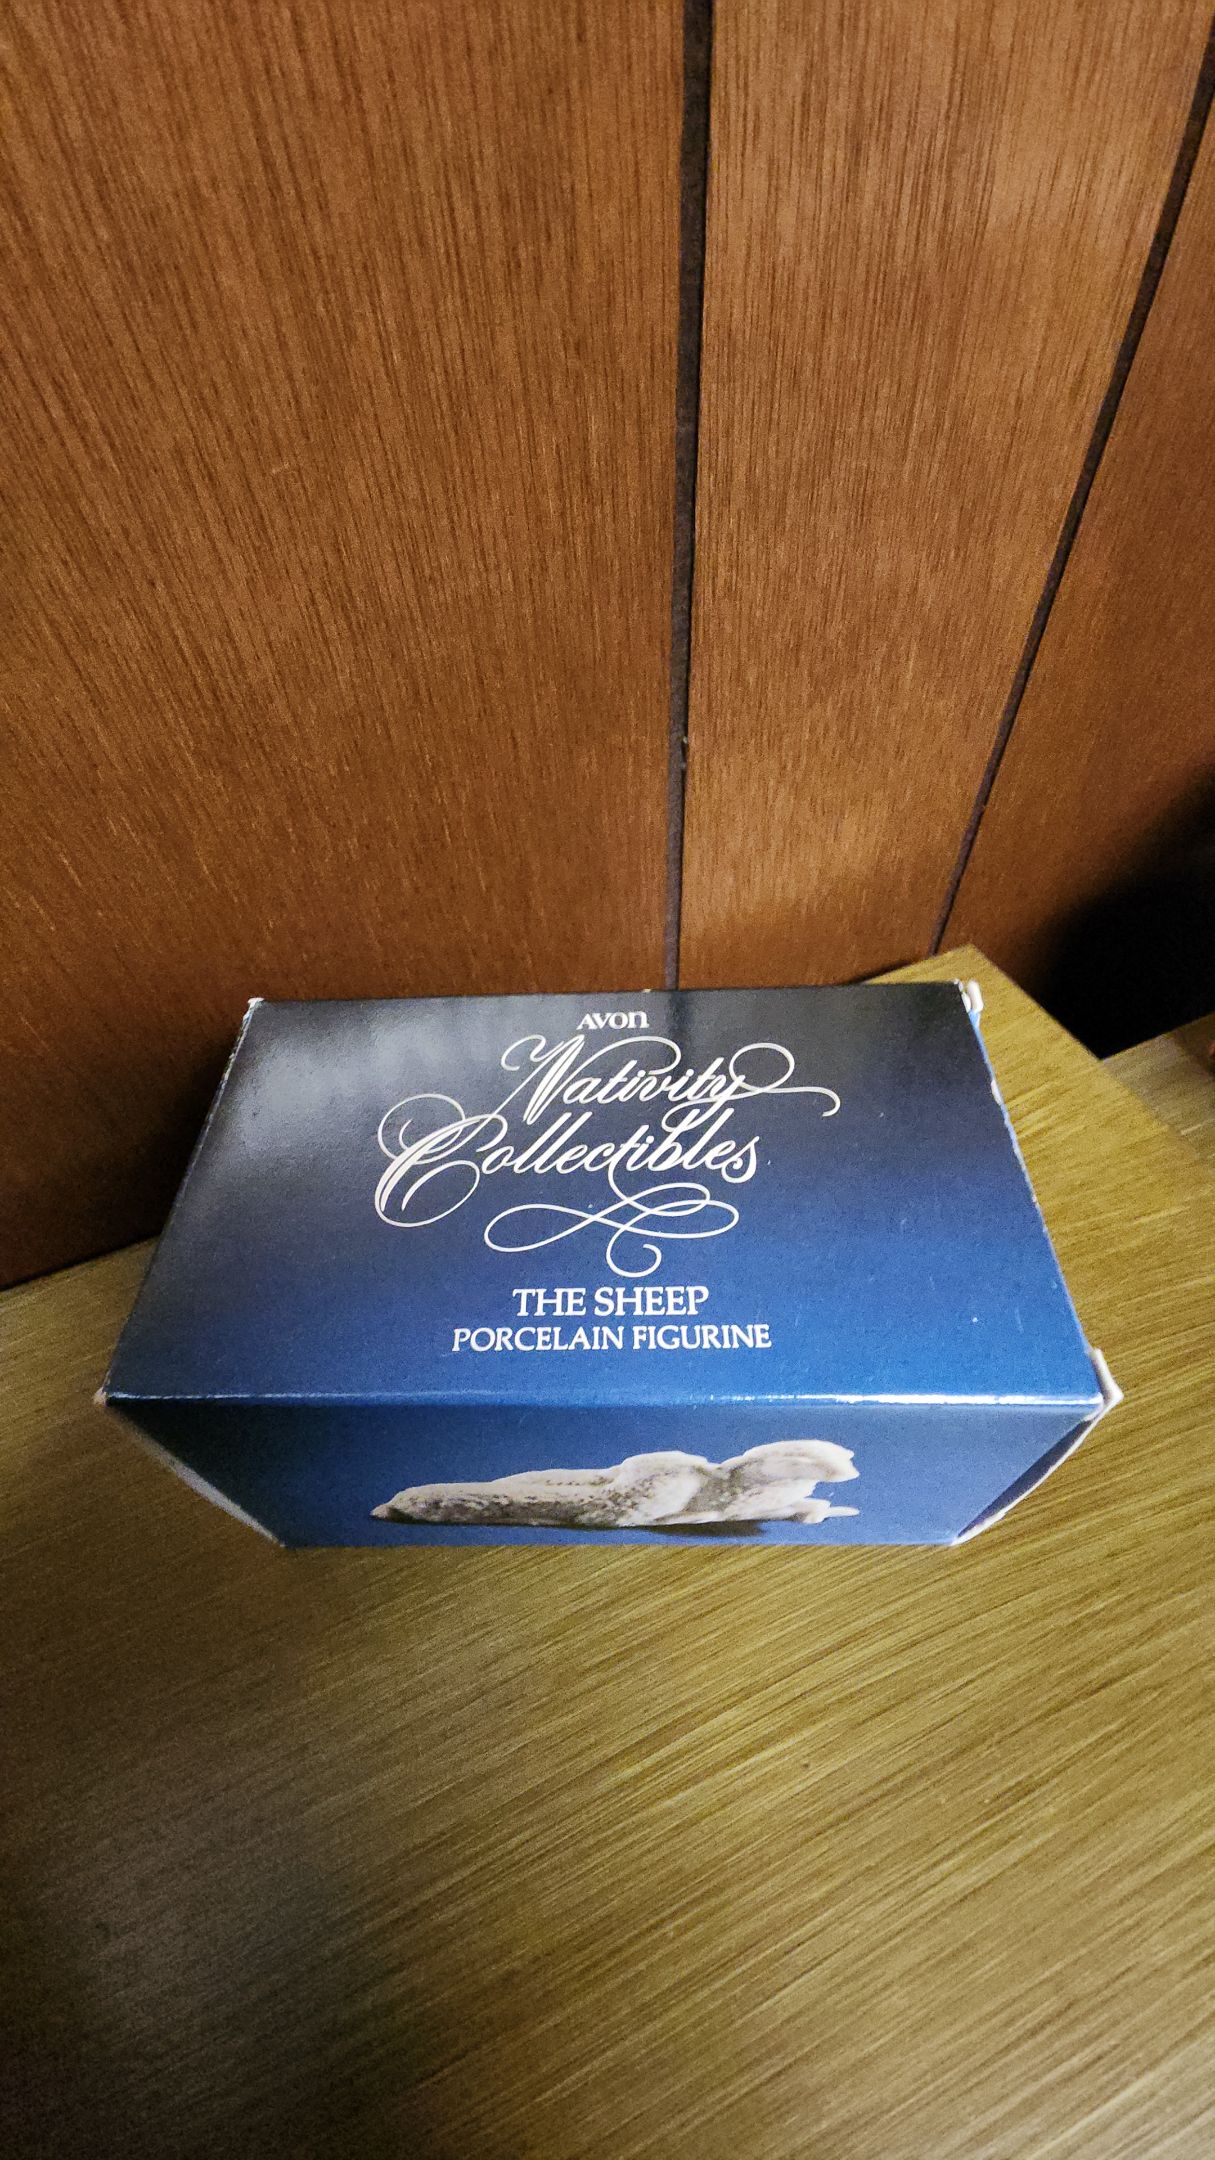 AVON
Nativity
Collectibles
THE SHEEP
PORCELAIN FIGURINE